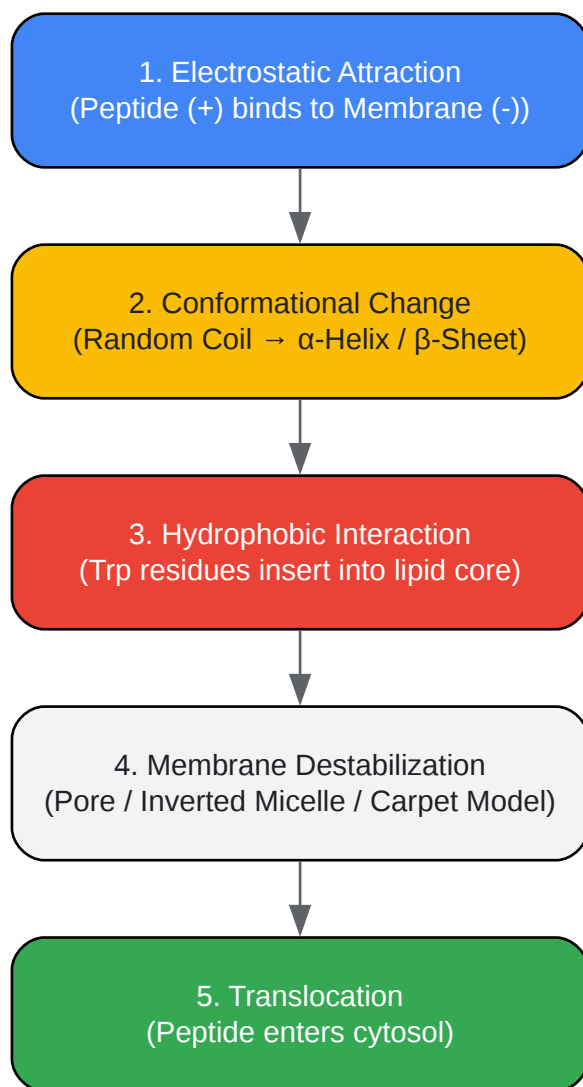 1. Electrostatic Attraction
(Peptide (+) binds to Membrane (-))
2. Conformational Change
(Random Coil → α-Helix / β-Sheet)
3. Hydrophobic Interaction
(Trp residues insert into lipid core)
4. Membrane Destabilization
(Pore / Inverted Micelle / Carpet Model)
5. Translocation
(Peptide enters cytosol)